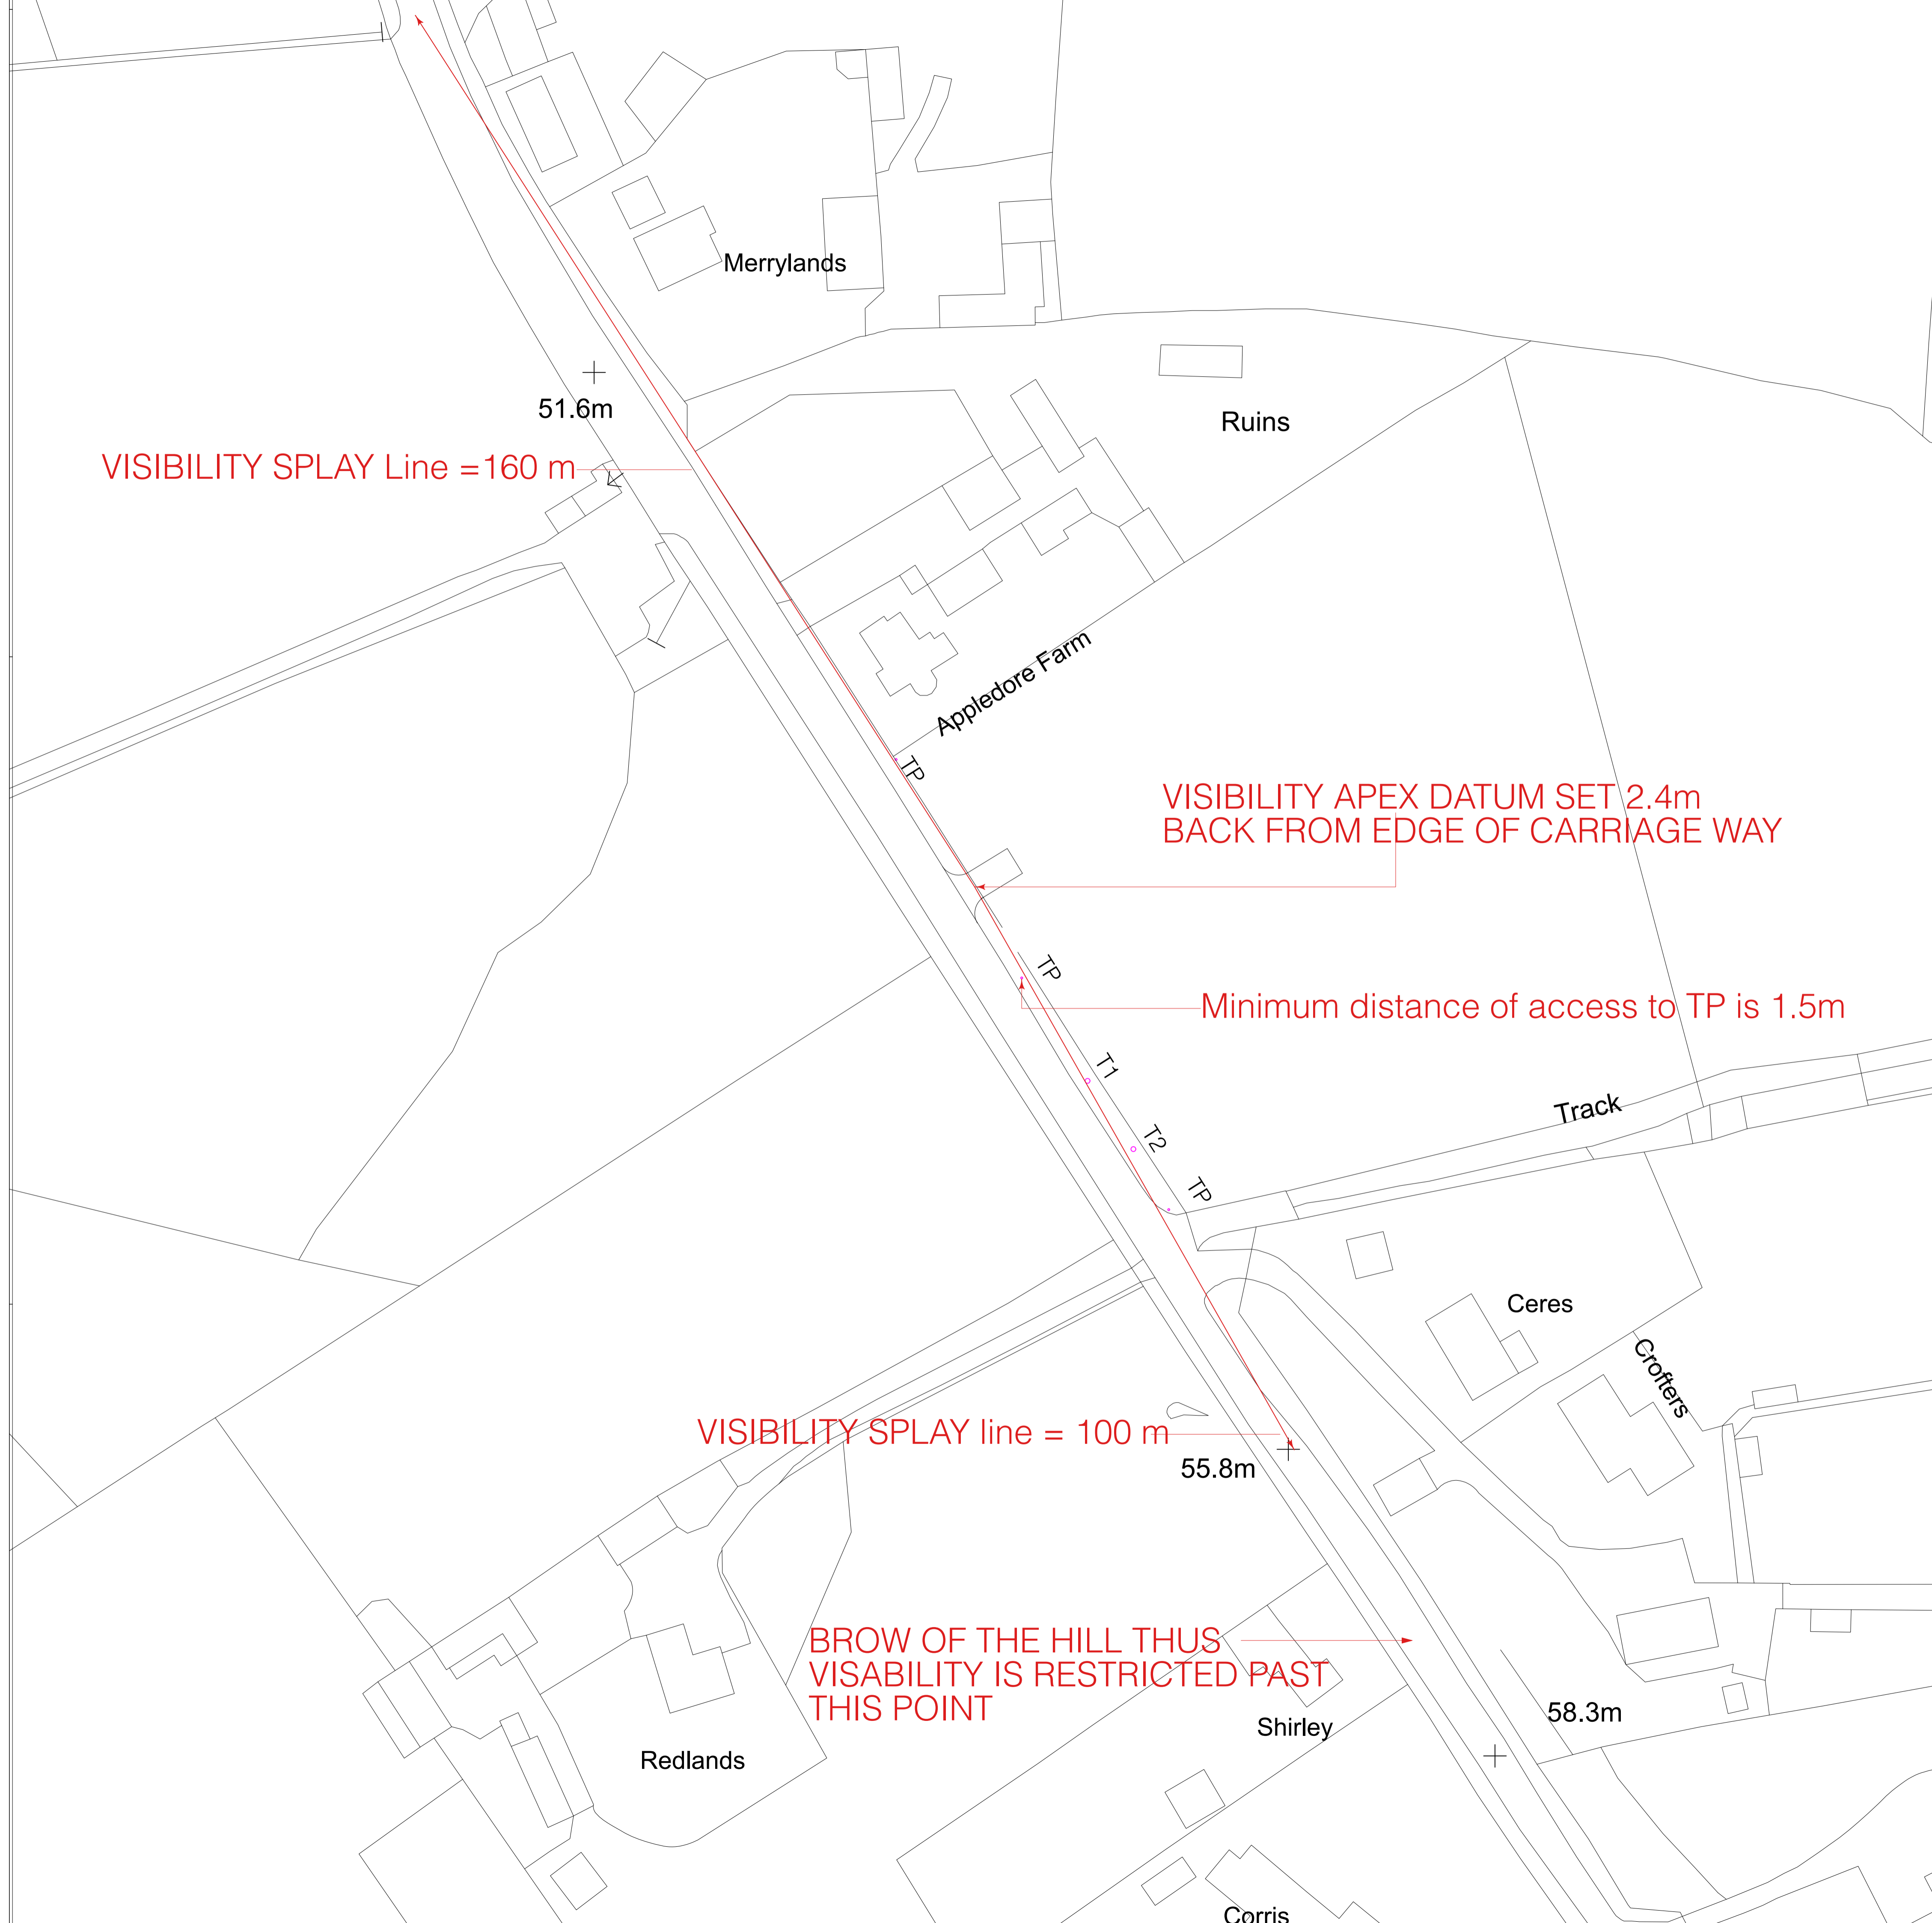 Merrylands
51.6m
Ruins
VISIBILITY SPLAY Line =160 m
Appledore Farm
TP
VISIBILITY APEX DATUM SET 2.4m
BACK FROM EDGE OF CARRIAGE WAY
TP
Minimum distance of access to TP is 1.5m
T1
Track
T2
TP
Ceres
Crofters
VISIBILITY SPLAY line = 100 m
55.8m
BROW OF THE HILL THUS
VISABILITY IS RESTRICTED PAST
THIS POINT
58.3m
Shirley
Redlands
Corris